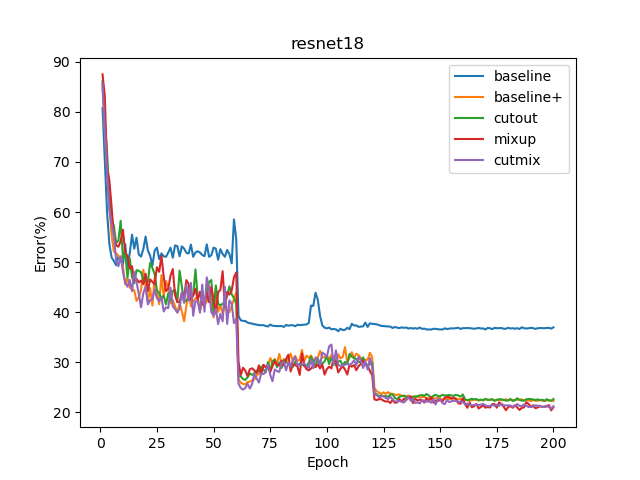 resnet18
90
80
70
60
50
40
30
20
Error(%)
baseline
baseline+
cutout
mixup
cutmix
0 25 50 75 100 125 150 175 200
Epoch